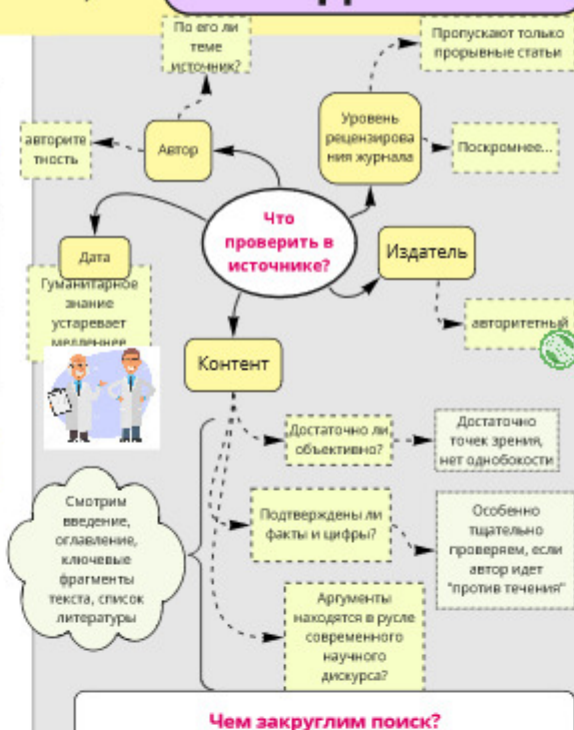 По его ли
теме
источник?
Пропускают только
прорывные статьи
авторите
тность
Автор
Уровень
рецензирова
ния журнала
Поскромнее...
Что
проверить в
источнике?
Дата
Гуманитарное
знание
устаревает
медленнее
Издатель
авторитетный
Контент
Достаточно ли
объективно?
Достаточно
точек зрения,
нет однобокости
Смотрим
введение,
оглавление,
ключевые
фрагменты
текста, список
литературы
Подтверждены ли
факты и цифры?
Особенно
тщательно
проверяем, если
автор идет
"против течения"
Аргументы
находятся в русле
современного
научного
дискурса?
Чем закруглим поиск?